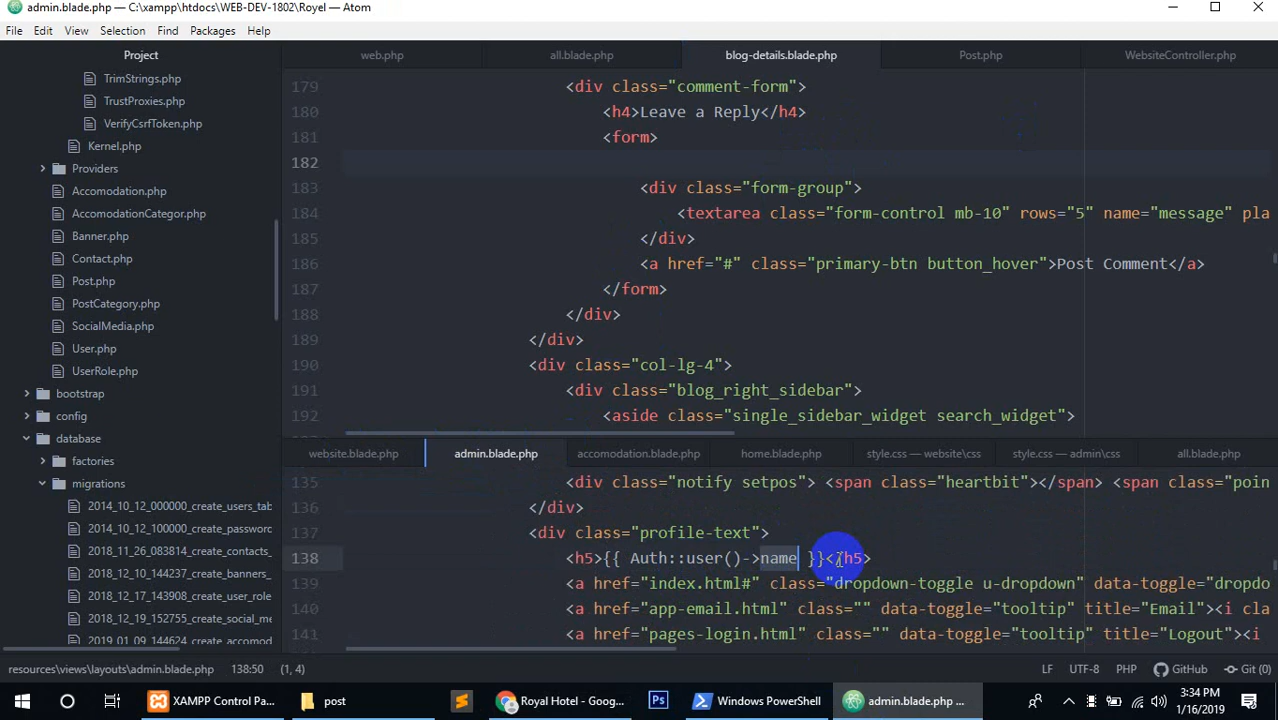 admin.blade.php — C:\xampp\htdocs\WEB-DEV-1802\Royel — Atom
File Edit View Selection Find Packages Help
Project
TrimStrings.php
TrustProxies.php
VerifyCsrfToken.php
Kernel.php
Providers
Accomodation.php
AccomodationCategor.php
Banner.php
Contact.php
Post.php
PostCategory.php
SocialMedia.php
User.php
UserRole.php
bootstrap
config
database
factories
migrations
2014_10_12_000000_create_users_tab
2014_10_12_100000_create_password
2018_11_26_083814_create_contacts_
2018_12_10_144237_create_banners_
2018_12_17_143908_create_user_role
2018_12_19_152755_create_social_me
2019_01_09_144624_create_accomod
web.php all.blade.php blog-details.blade.php Post.php WebsiteController.php
179 <div class="comment-form">
180 <h4>Leave a Reply</h4>
181 <form>
182
183 <div class="form-group">
184 <textarea class="form-control mb-10" rows="5" name="message" pla
185 </div>
186 <a href="#" class="primary-btn button_hover">Post Comment</a>
187 </form>
188 </div>
189 </div>
190 <div class="col-lg-4">
191 <div class="blog_right_sidebar">
192 <aside class="single_sidebar_widget search_widget">
website.blade.php admin.blade.php accomodation.blade.php home.blade.php style.css — website\css style.css — admin\css all.blade.php
135 <div class="notify setpos"> <span class="heartbit"></span> <span class="poin
136 </div>
137 <div class="profile-text">
138 <h5>{{ Auth::user()->name }}</h5>
139 <a href="index.html#" class="dropdown-toggle u-dropdown" data-toggle="dropdo
140 <a href="app-email.html" class="" data-toggle="tooltip" title="Email"><i cla
141 <a href="pages-login.html" class="" data-toggle="tooltip" title="Logout"><i
resources\views\layouts\admin.blade.php 138:50 (1, 4) LF UTF-8 PHP GitHub Git (0)
XAMPP Control Pa... post Royal Hotel - Goog... Ps Windows PowerShell admin.blade.php ... 3:34 PM
1/16/2019